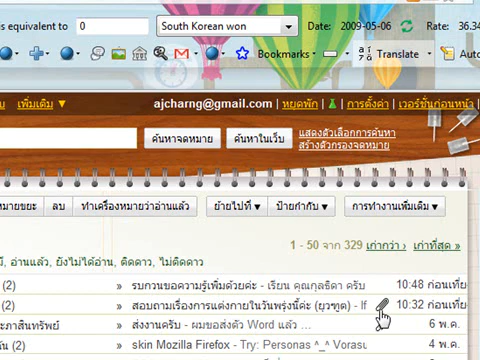 is equivalent to 0 South Korean won Date: 2009-05-06 Rate: 36.34
Bookmarks Translate Auto
เพิ่มเติม ▼ ajcharng@gmail.com | หยุดพัก | การตั้งค่า | เวอร์ชั่นก่อนหน้า
ค้นหาจดหมาย ค้นหาในเว็บ แสดงตัวเลือกการค้นหา
สร้างตัวกรองจดหมาย
หมายขยะ ลบ ทำเครื่องหมายว่าอ่านแล้ว ย้ายไปที่ ▼ ป้ายกำกับ ▼ การทำงานเพิ่มเติม ▼
1 - 50 จาก 329 เก่ากว่า › เก่าที่สุด »
, อ่านแล้ว, ยังไม่ได้อ่าน, ติดดาว, ไม่ติดดาว
(2) » รบกวนขอความรู้เพิ่มด้วยค่ะ - เรียน คุณกุลธิดา ครับ 10:48 ก่อนเที่ย
(2) » สอบถามเรื่องการแต่งกายในวันพรุ่งนี้ค่ะ (ยุวฑูต) - If 10:32 ก่อนเที่ย
ะภาสินทรัพย์ » ส่งงานครับ - ผมขอส่งตัว Word แล้ว ... 6 พ.ค.
(2) » skin Mozilla Firefox - Try: Personas ^_^ Vorasu 4 พ.ค.